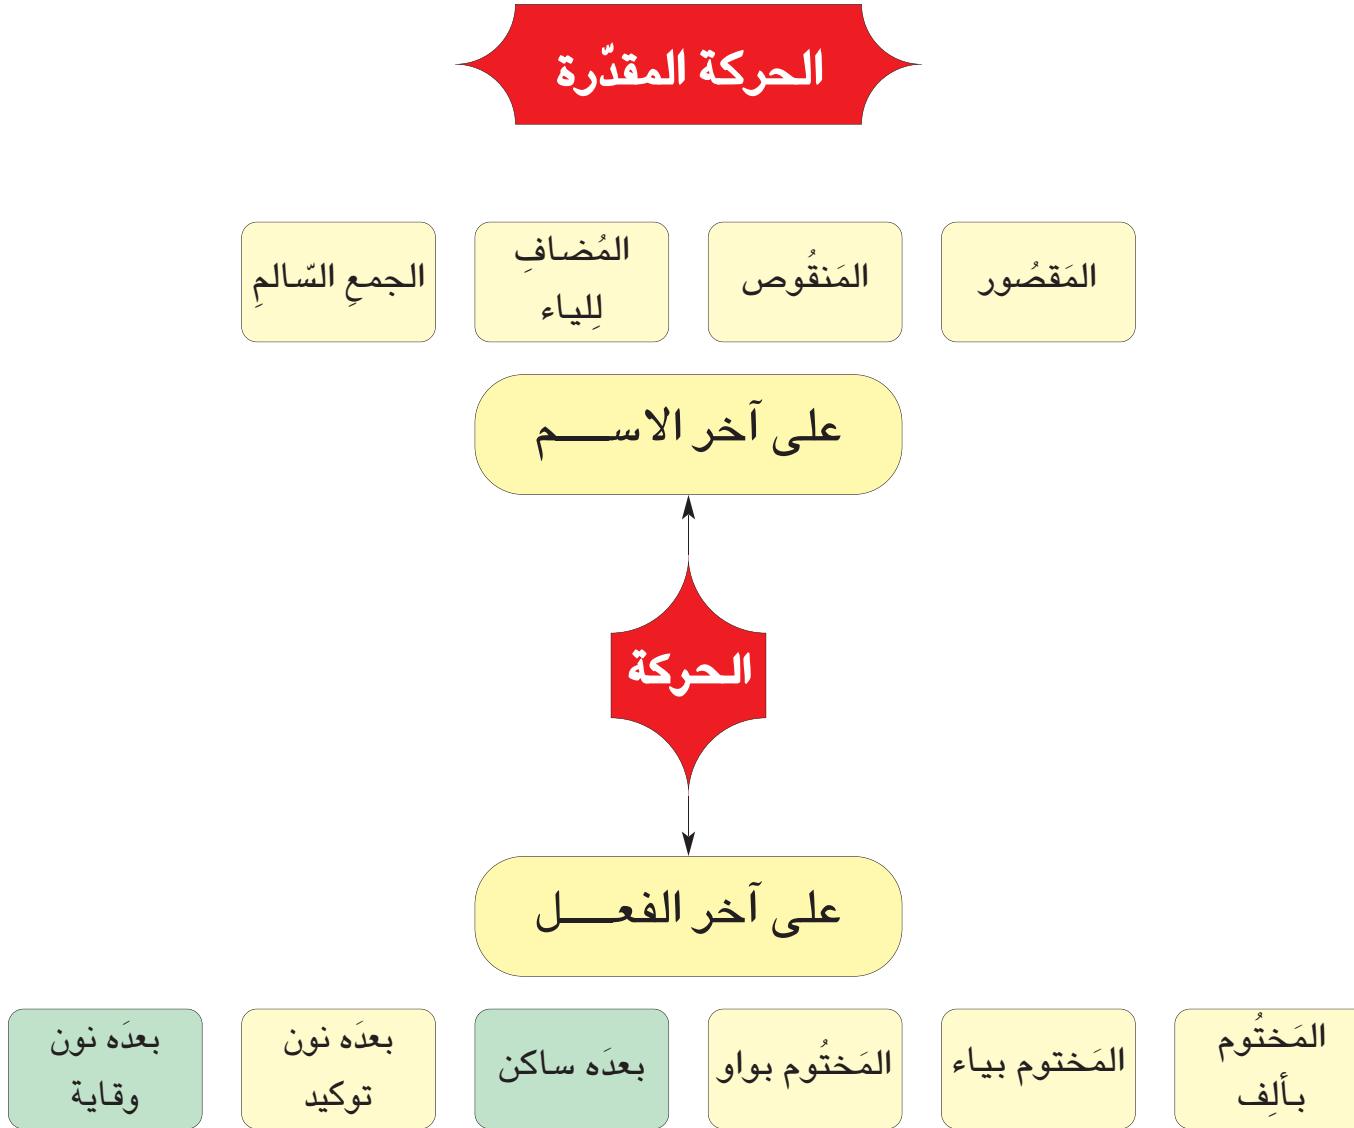 الحركة المقدّرة
المَقصُور
المَنقُوص
المُضافِ
لِلياء
الجمعِ السّالمِ
على آخر الاســـــم
الحركة
على آخر الفعـــــل
المَختُوم
بألِف
المَختوم بياء
المَختُوم بواو
بعدَه ساكن
بعدَه نون
توكيد
بعدَه نون
وقاية